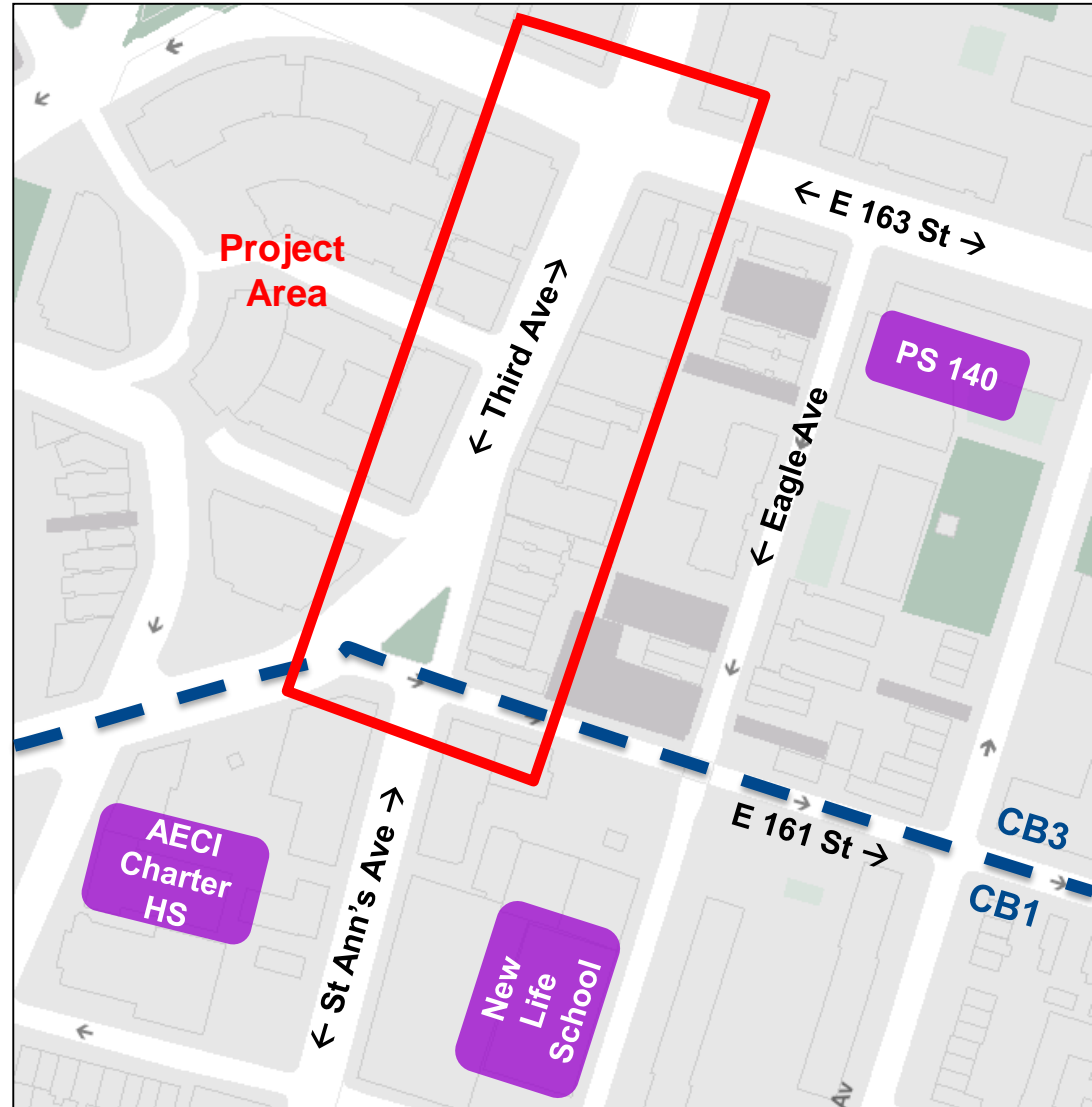 ← E 163 St →
Project
Area
← Third Ave→
PS 140
← Eagle Ave
E 161 St →
CB3
CB1
AECI
Charter
HS
← St Ann's Ave →
New
Life
School
Av